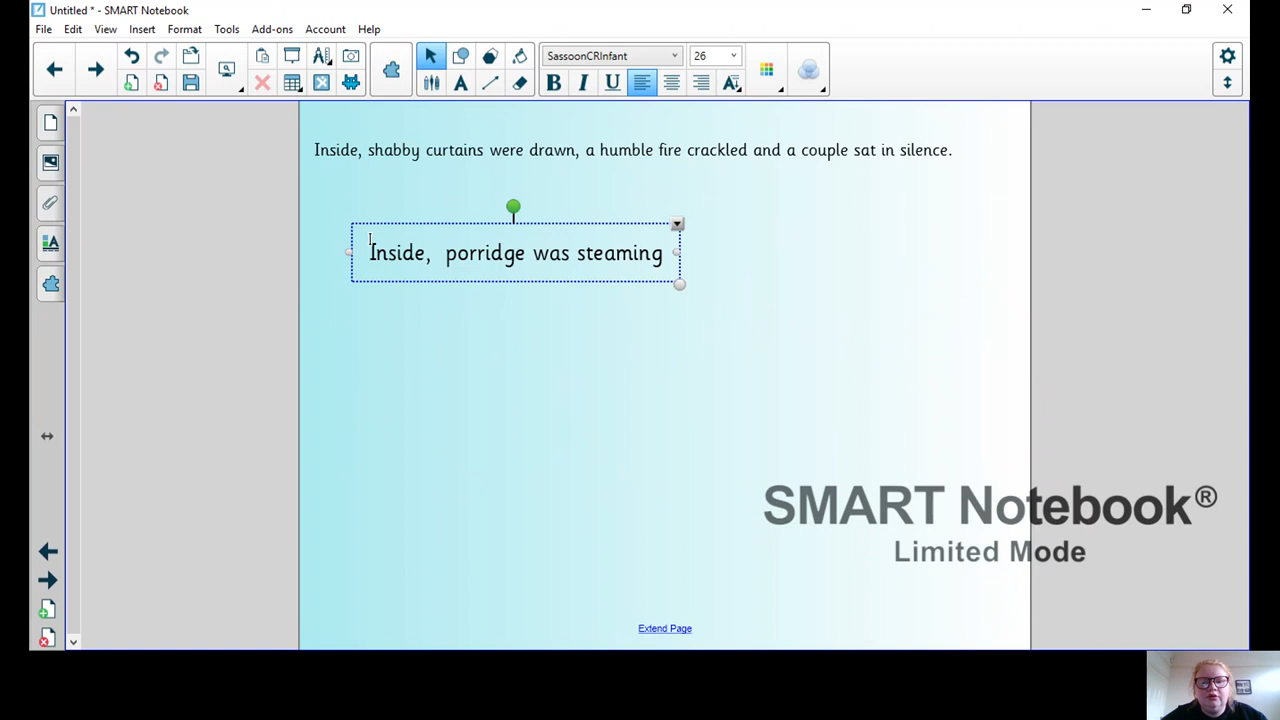 Untitled * - SMART Notebook
File Edit View Insert Format Tools Add-ons Account Help
SassoonCRInfant 26
B I U
Inside, shabby curtains were drawn, a humble fire crackled and a couple sat in silence.
Inside,  porridge was steaming
SMART Notebook®
Limited Mode
Extend Page